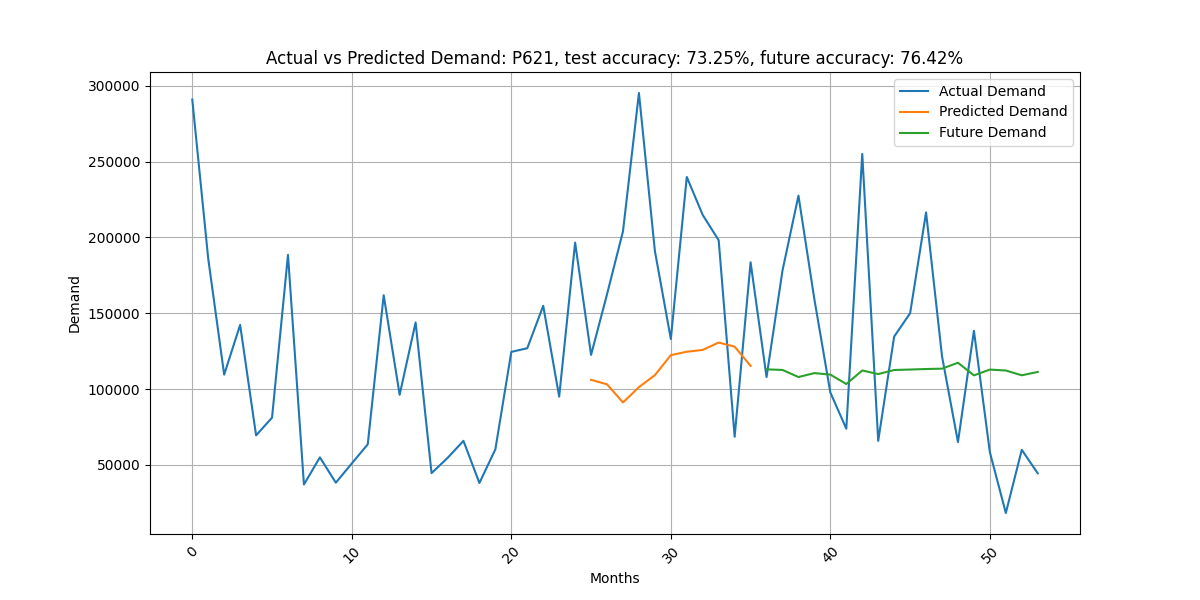 Actual vs Predicted Demand: P621, test accuracy: 73.25%, future accuracy: 76.42%
Actual Demand
Predicted Demand
Future Demand
300000
250000
200000
150000
100000
50000
Demand
0
10
20
30
40
50
Months